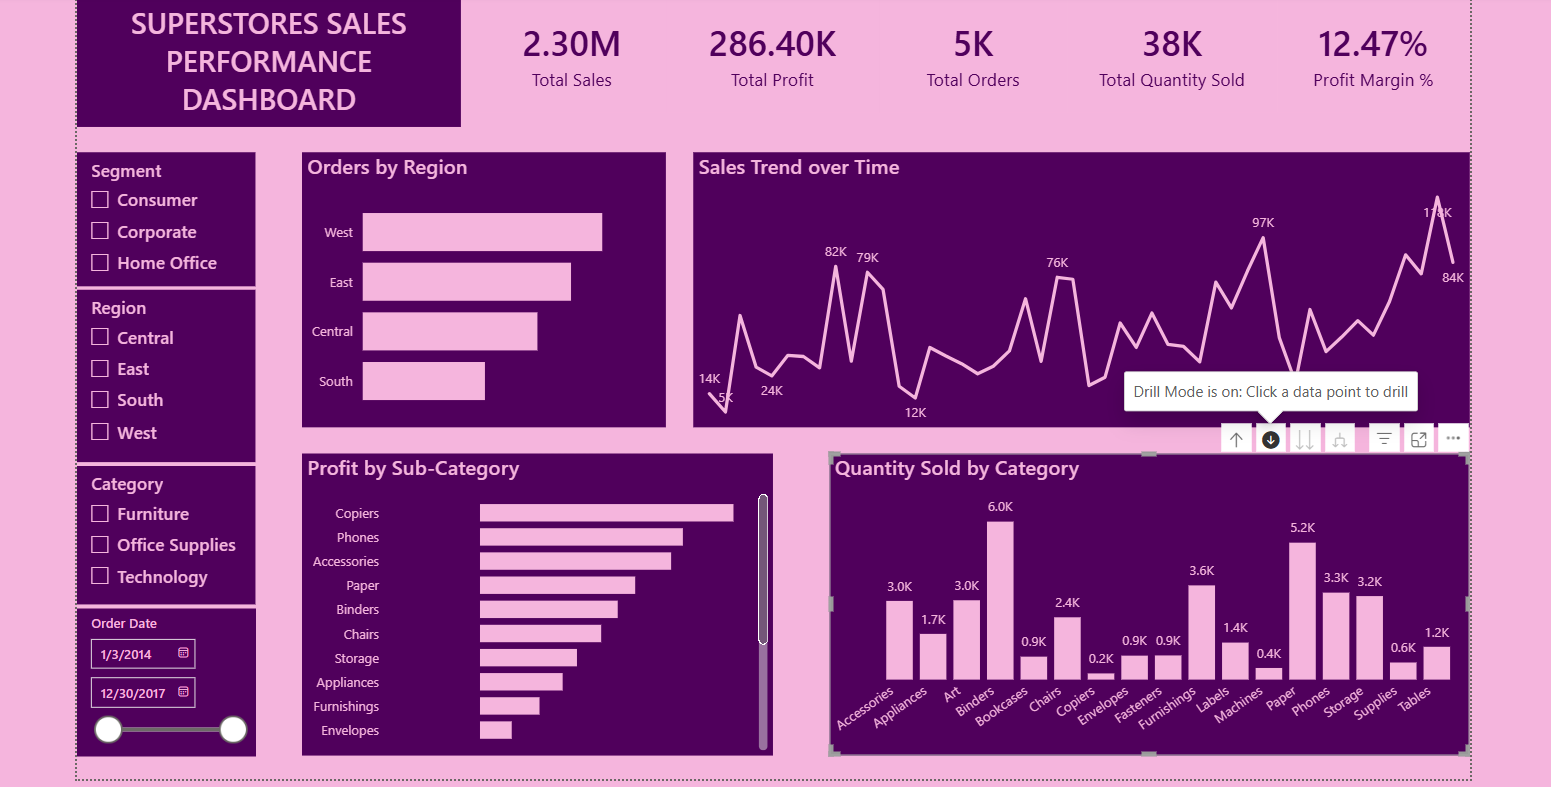 SUPERSTORES SALES
PERFORMANCE
DASHBOARD
2.30M
Total Sales
286.40K
Total Profit
5K
Total Orders
38K
Total Quantity Sold
12.47%
Profit Margin %
Segment
Consumer
Corporate
Home Office
Region
Central
East
South
West
Category
Furniture
Office Supplies
Technology
Order Date
1/3/2014
12/30/2017
Orders by Region
West
East
Central
South
Sales Trend over Time
14K
5K
24K
82K
79K
12K
76K
97K
118K
84K
Drill Mode is on: Click a data point to drill
Profit by Sub-Category
Copiers
Phones
Accessories
Paper
Binders
Chairs
Storage
Appliances
Furnishings
Envelopes
Quantity Sold by Category
3.0K
1.7K
3.0K
6.0K
0.9K
2.4K
0.2K
0.9K
0.9K
3.6K
1.4K
0.4K
5.2K
3.3K
3.2K
0.6K
1.2K
Accessories
Appliances
Art
Binders
Bookcases
Chairs
Copiers
Envelopes
Fasteners
Furnishings
Labels
Machines
Paper
Phones
Storage
Supplies
Tables